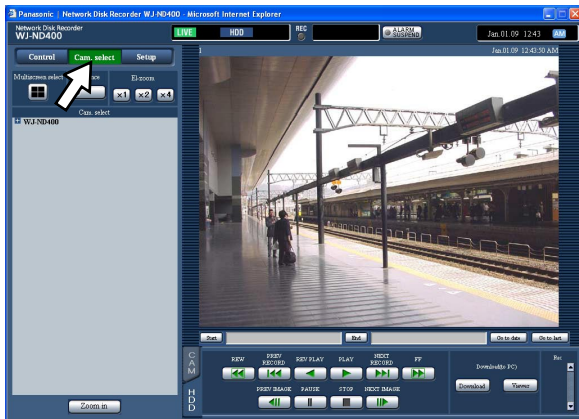 Panasonic | Network Disk Recorder WJ-ND400 - Microsoft Internet Explorer
Network Disk Recorder
WJ-ND400
LIVE HDD REC ALARM SUSPEND Jan.01.09 12:43 AM
Control Cam. select Setup
1 Jan.01.09 12:43:50 AM
Multiscreen select El-zoom
x1 x2 x4
Cam. select
WJ-ND400
Start End Go to date Go to last
CAM
HDD
REW PREV RECORD REV PLAY PLAY NEXT RECORD FF
Download(to PC) Rec
PREV IMAGE PAUSE STOP NEXT IMAGE
Download Viewer
Zoom in